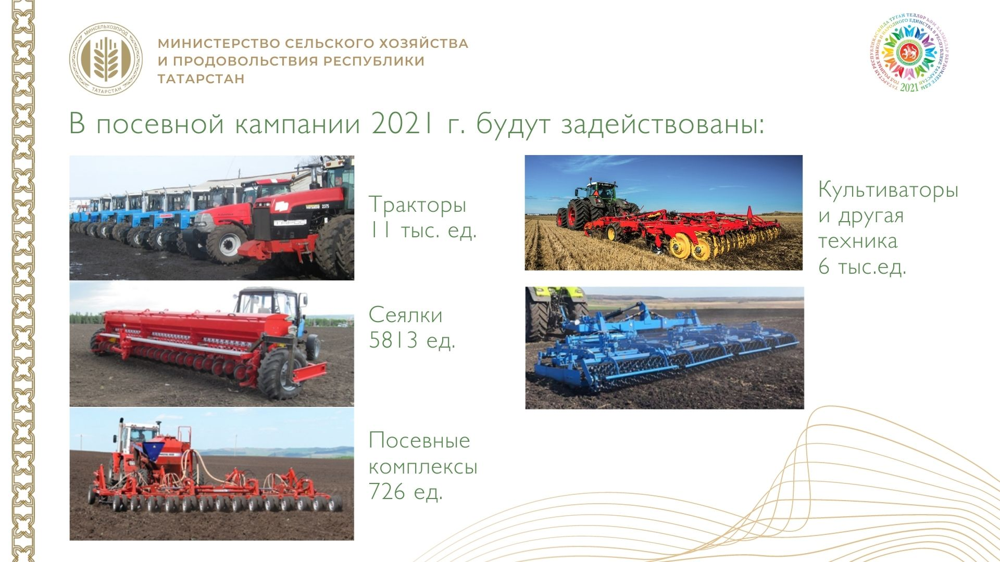 МИНСЕЛЬХОЗПРОД
ТАТАРСТАН
МИНИСТЕРСТВО СЕЛЬСКОГО ХОЗЯЙСТВА
И ПРОДОВОЛЬСТВИЯ РЕСПУБЛИКИ
ТАТАРСТАН
ТАТАРСТАН РЕСПУБЛИКАСЫНДА ТУГАН ТЕЛЛӘР ҺӘМ ХАЛЫКЛАР БЕРДӘМЛЕГЕ ЕЛЫ
ГОД РОДНЫХ ЯЗЫКОВ И НАРОДНОГО ЕДИНСТВА В РЕСПУБЛИКЕ ТАТАРСТАН
2021
В посевной кампании 2021 г. будут задействованы:
versatile 2375
Тракторы
11 тыс. ед.
Сеялки
5813 ед.
Посевные
комплексы
726 ед.
Культиваторы
и другая
техника
6 тыс.ед.